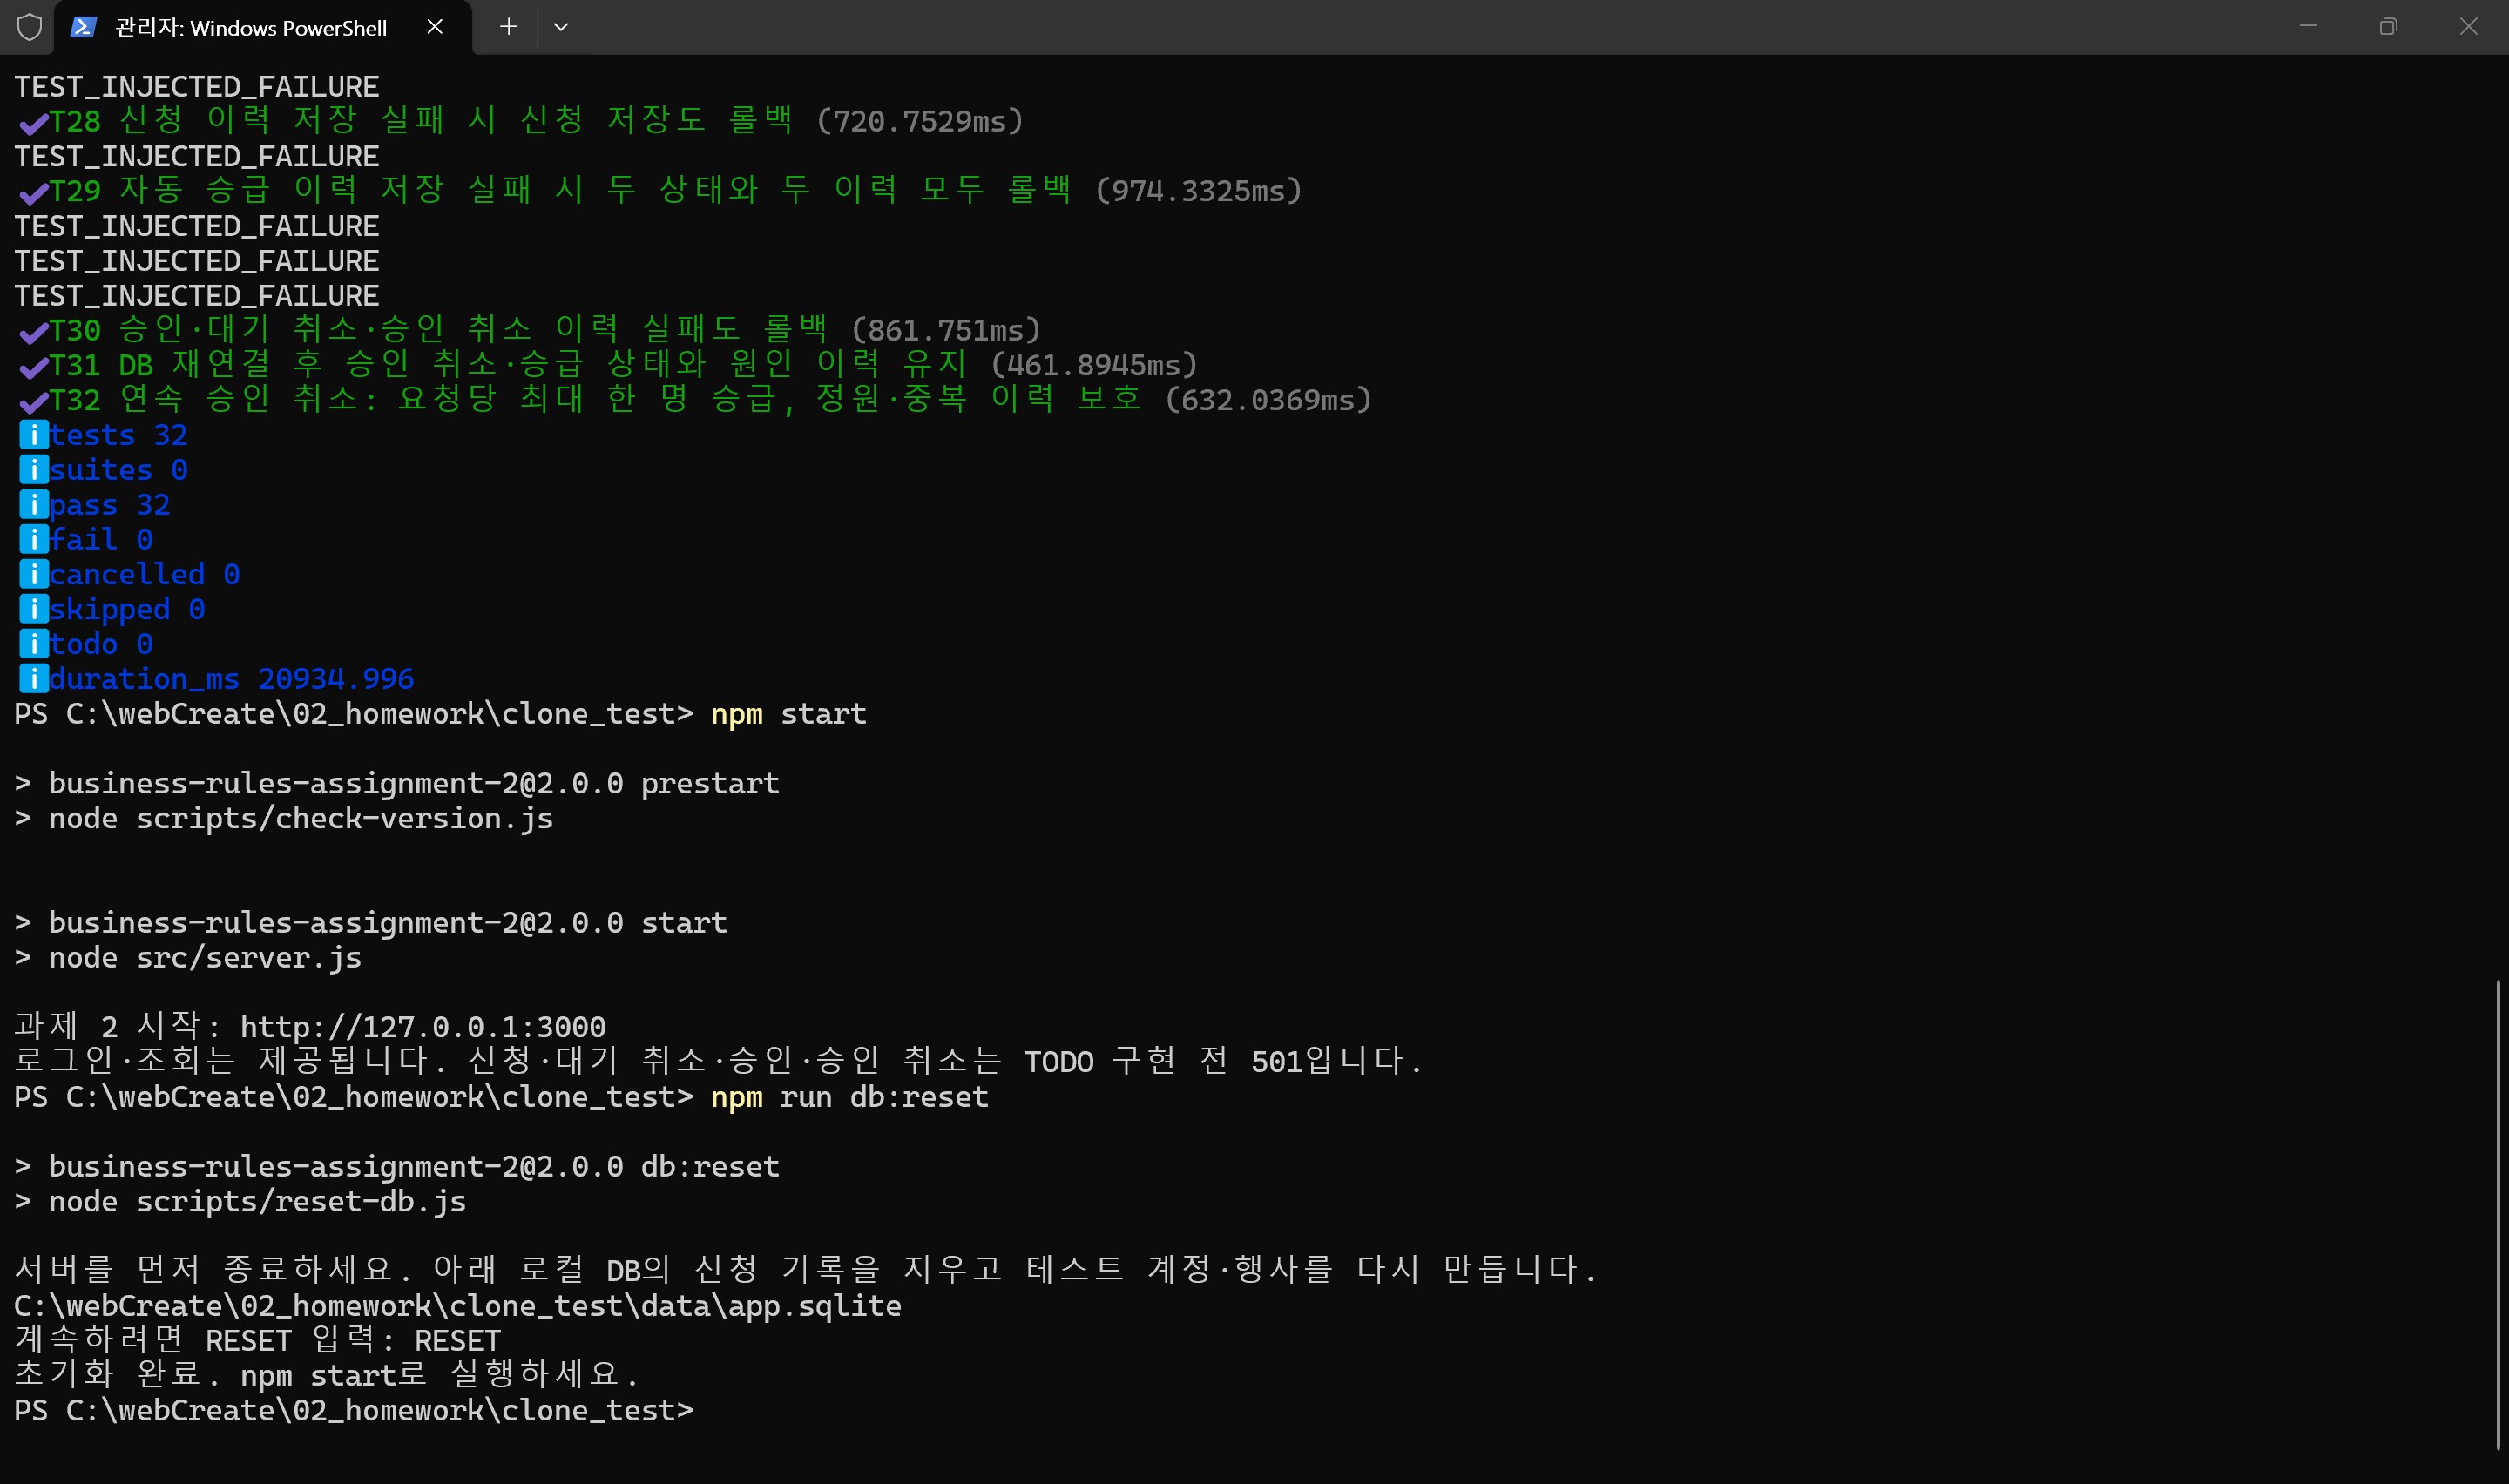 관리자: Windows PowerShell
TEST_INJECTED_FAILURE
✔T28 신청 이력 저장 실패 시 신청 저장도 롤백 (720.7529ms)
TEST_INJECTED_FAILURE
✔T29 자동 승급 이력 저장 실패 시 두 상태와 두 이력 모두 롤백 (974.3325ms)
TEST_INJECTED_FAILURE
TEST_INJECTED_FAILURE
TEST_INJECTED_FAILURE
✔T30 승인·대기 취소·승인 취소 이력 실패도 롤백 (861.751ms)
✔T31 DB 재연결 후 승인 취소·승급 상태와 원인 이력 유지 (461.8945ms)
✔T32 연속 승인 취소: 요청당 최대 한 명 승급, 정원·중복 이력 보호 (632.0369ms)
ℹtests 32
ℹsuites 0
ℹpass 32
ℹfail 0
ℹcancelled 0
ℹskipped 0
ℹtodo 0
ℹduration_ms 20934.996
PS C:\webCreate\02_homework\clone_test> npm start
> business-rules-assignment-2@2.0.0 prestart
> node scripts/check-version.js
> business-rules-assignment-2@2.0.0 start
> node src/server.js
과제 2 시작: http://127.0.0.1:3000
로그인·조회는 제공됩니다. 신청·대기 취소·승인·승인 취소는 TODO 구현 전 501입니다.
PS C:\webCreate\02_homework\clone_test> npm run db:reset
> business-rules-assignment-2@2.0.0 db:reset
> node scripts/reset-db.js
서버를 먼저 종료하세요. 아래 로컬 DB의 신청 기록을 지우고 테스트 계정·행사를 다시 만듭니다.
C:\webCreate\02_homework\clone_test\data\app.sqlite
계속하려면 RESET 입력: RESET
초기화 완료. npm start로 실행하세요.
PS C:\webCreate\02_homework\clone_test>